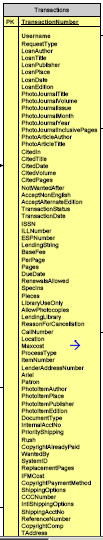 Transactions
PK TransactionNumber
Username
RequestType
LoanAuthor
LoanTitle
LoanPublisher
LoanPlace
LoanDate
LoanEdition
PhotoJournalTitle
PhotoJournalVolume
PhotoJournalIssue
PhotoJournalMonth
PhotoJournalYear
PhotoJournalInclusivePages
PhotoArticleAuthor
PhotoArticleTitle
CitedIn
CitedTitle
CitedDate
CitedVolume
CitedPages
NotWantedAfter
AcceptNonEnglish
AcceptAlternateEdition
TransactionStatus
TransactionDate
ISSN
ILLNumber
ESPNumber
LendingString
BaseFee
PerPage
Pages
DueDate
RenewalsAllowed
SpecIns
Pieces
LibraryUseOnly
AllowPhotocopies
LendingLibrary
ReasonForCancellation
CallNumber
Location
Maxcost
ProcessType
ItemNumber
LenderAddressNumber
Ariel
Patron
PhotoItemAuthor
PhotoItemPlace
PhotoItemPublisher
PhotoItemEdition
DocumentType
InternalAcctNo
PriorityShipping
Rush
CopyrightAlreadyPaid
WantedBy
SystemID
ReplacementPages
IFMCost
CopyrightPaymentMethod
ShippingOptions
CCCNumber
IntlShippingOptions
ShippingAcctNo
ReferenceNumber
CopyrightComp
TAddress